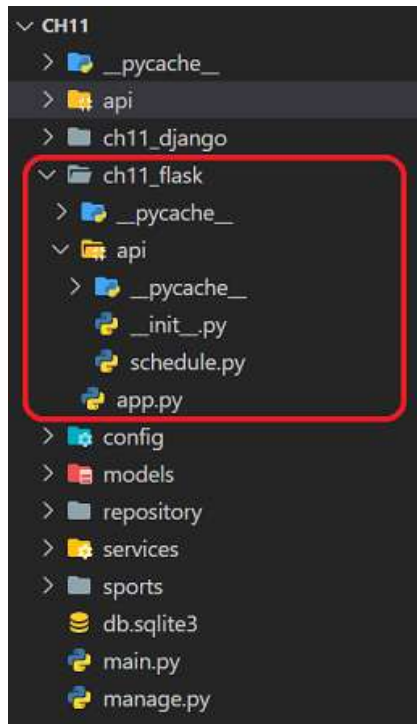 CH11
__pycache__
api
ch11_django
ch11_flask
__pycache__
api
__pycache__
__init__.py
schedule.py
app.py
config
models
repository
services
sports
db.sqlite3
main.py
manage.py